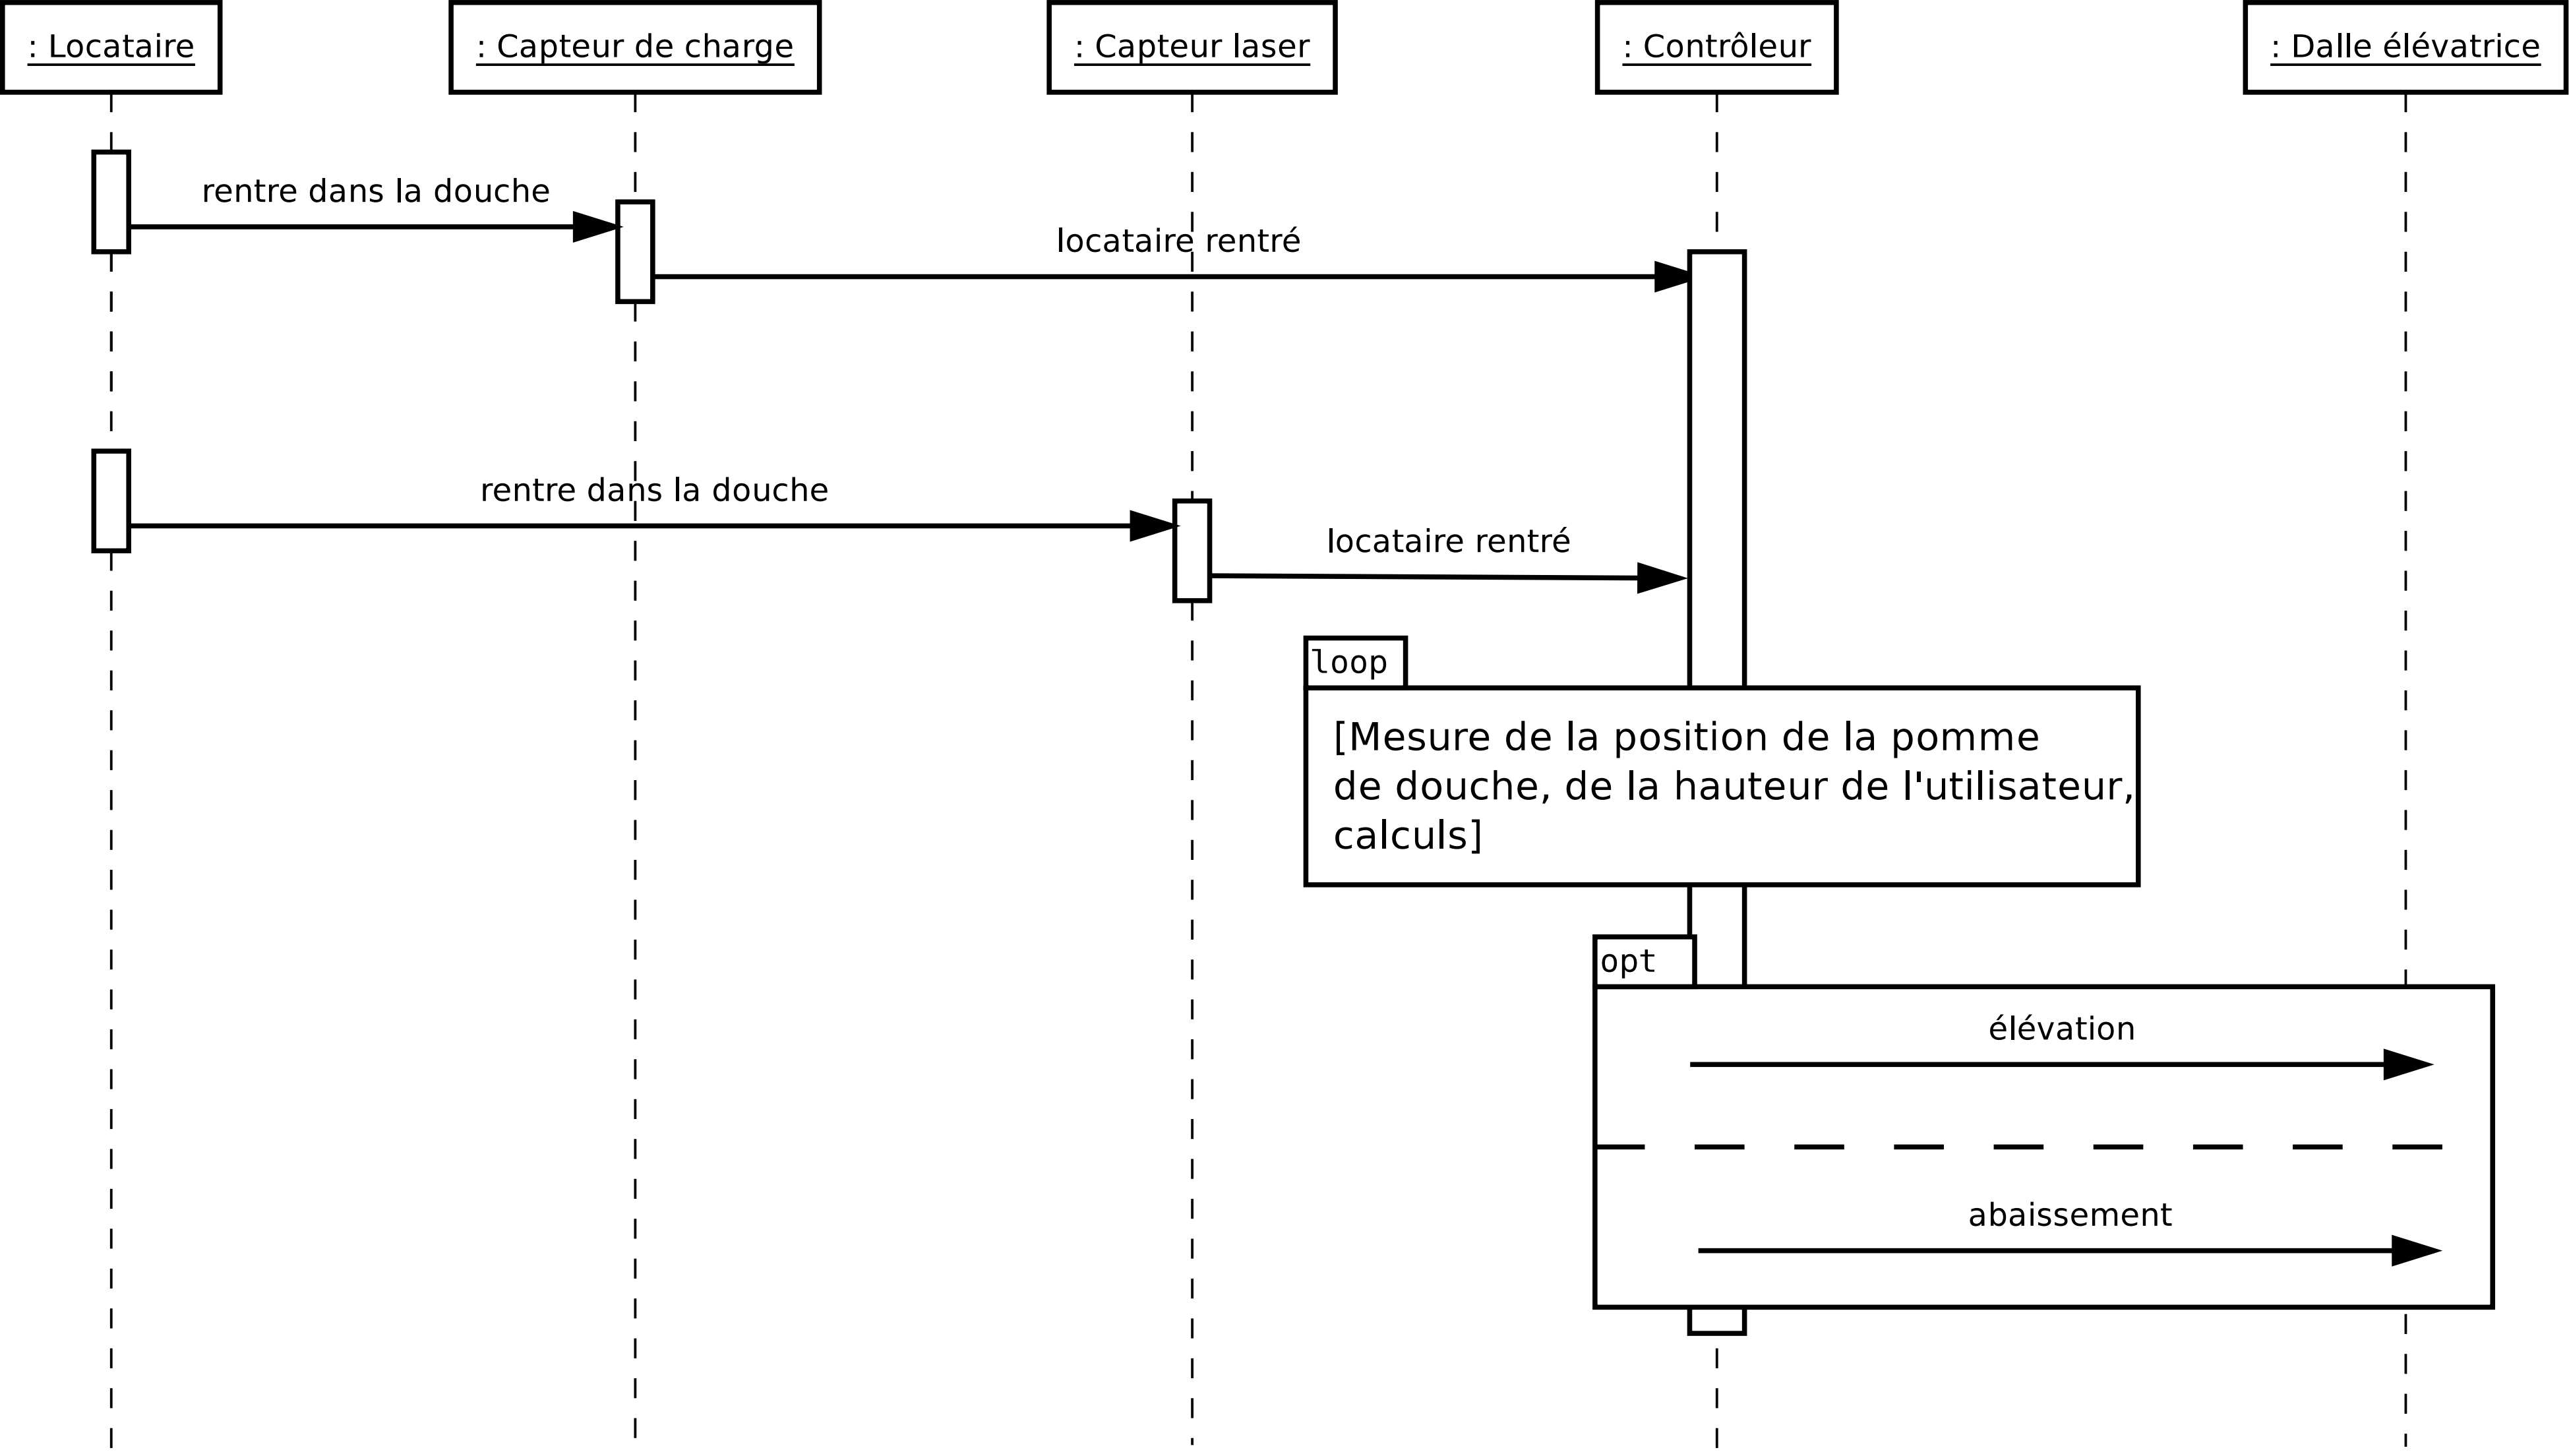 : Locataire
: Capteur de charge
: Capteur laser
: Contrôleur
: Dalle élévatrice
rentre dans la douche
locataire rentré
rentre dans la douche
locataire rentré
loop
[Mesure de la position de la pomme
de douche, de la hauteur de l'utilisateur,
calculs]
opt
élévation
abaissement